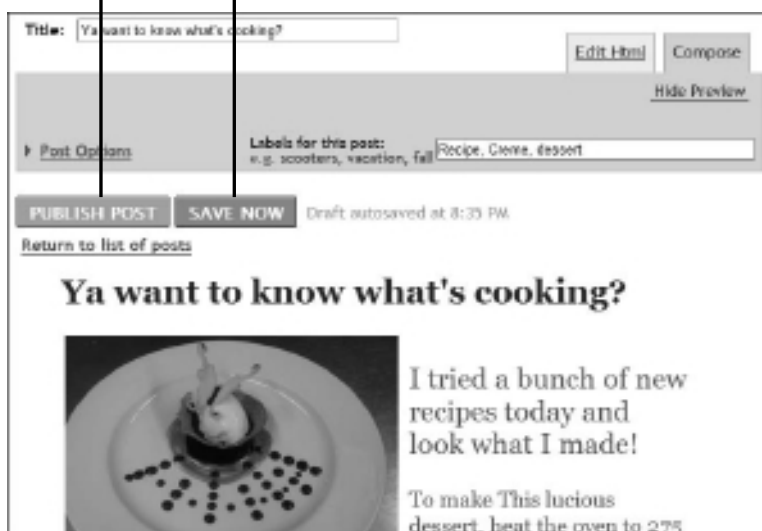 Title: Ya want to know what's cooking?
Edit Html Compose
Hide Preview
Post Options
Labels for this post:
e.g. scooters, vacation, fall Recipe, Creme, dessert
PUBLISH POST SAVE NOW Draft autosaved at 8:35 PM
Return to list of posts
Ya want to know what's cooking?
I tried a bunch of new
recipes today and
look what I made!
To make This lucious
dessert, heat the oven to 275